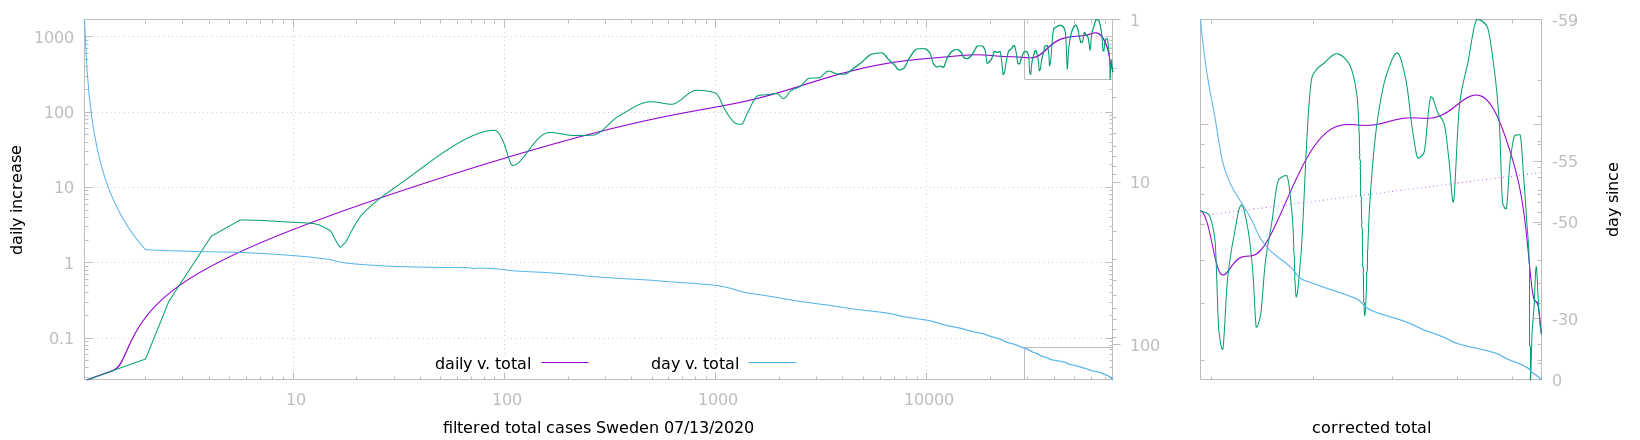 1000
100
10
1
0.1
daily increase
10
100
1000
10000
daily v. total
day v. total
filtered total cases Sweden 07/13/2020
1
10
100
-59
-55
-50
-30
0
day since
corrected total